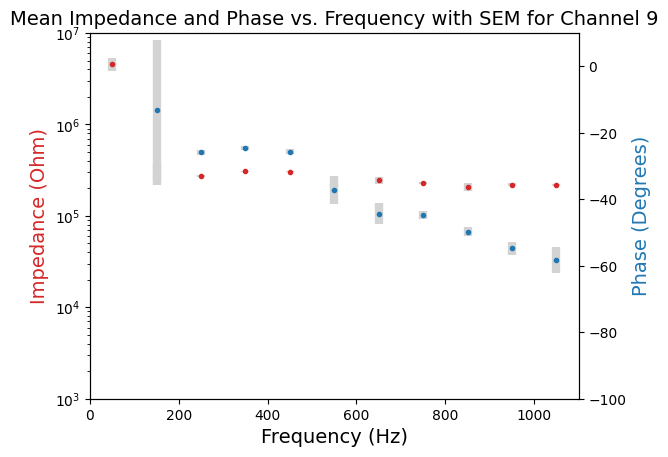 Mean Impedance and Phase vs. Frequency with SEM for Channel 9
10^7
10^6
10^5
10^4
10^3
Impedance (Ohm)
0
−20
−40
−60
−80
−100
Phase (Degrees)
0 200 400 600 800 1000
Frequency (Hz)